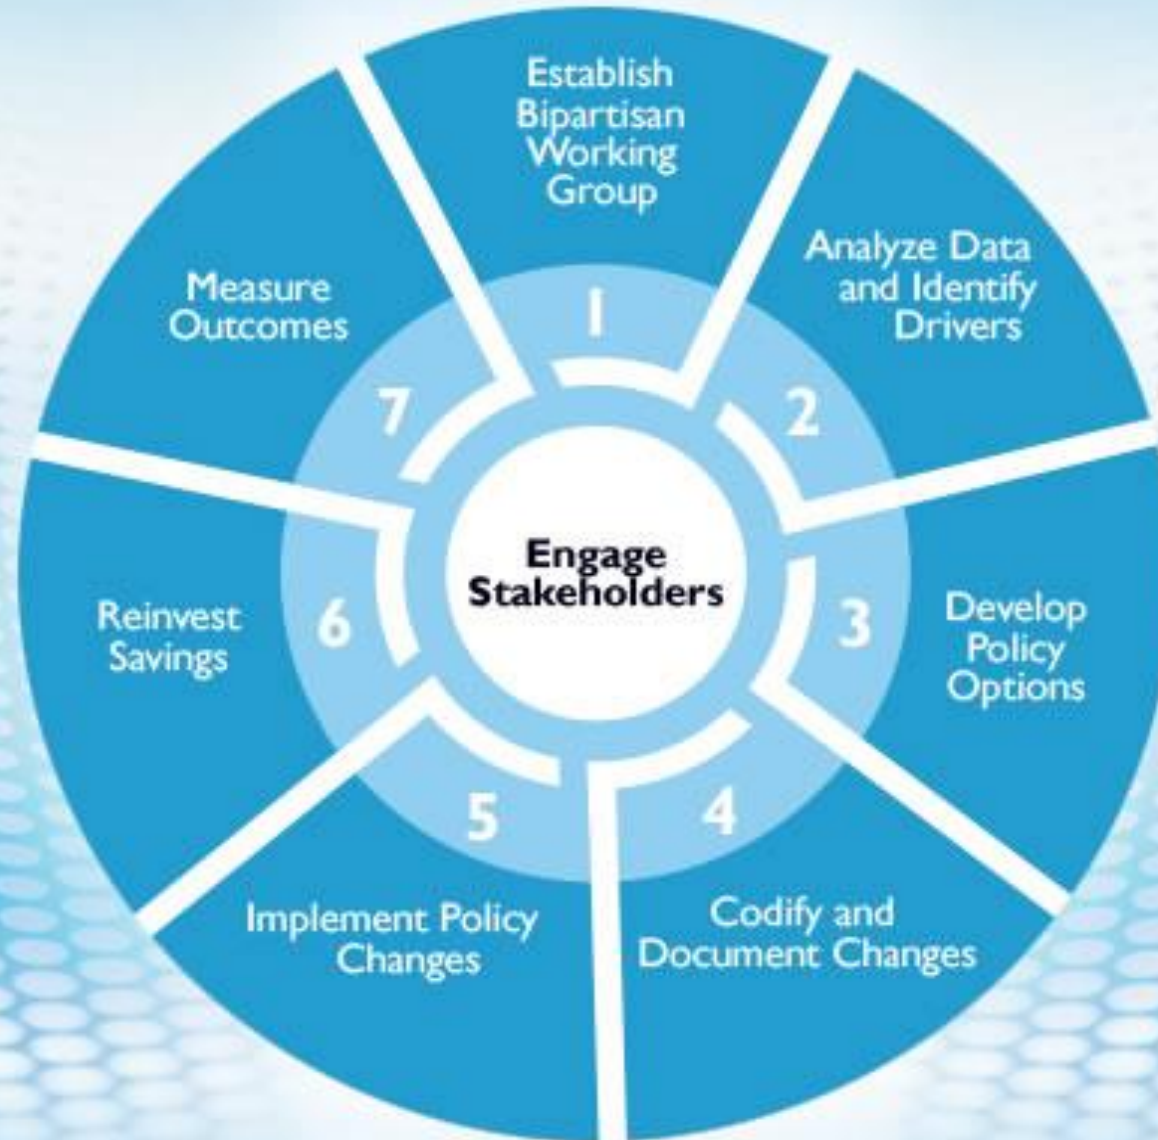 Establish
Bipartisan
Working
Group
1
Analyze Data
and Identify
Drivers
2
Develop
Policy
Options
3
Codify and
Document Changes
4
Implement Policy
Changes
5
Reinvest
Savings
6
Measure
Outcomes
7
Engage
Stakeholders